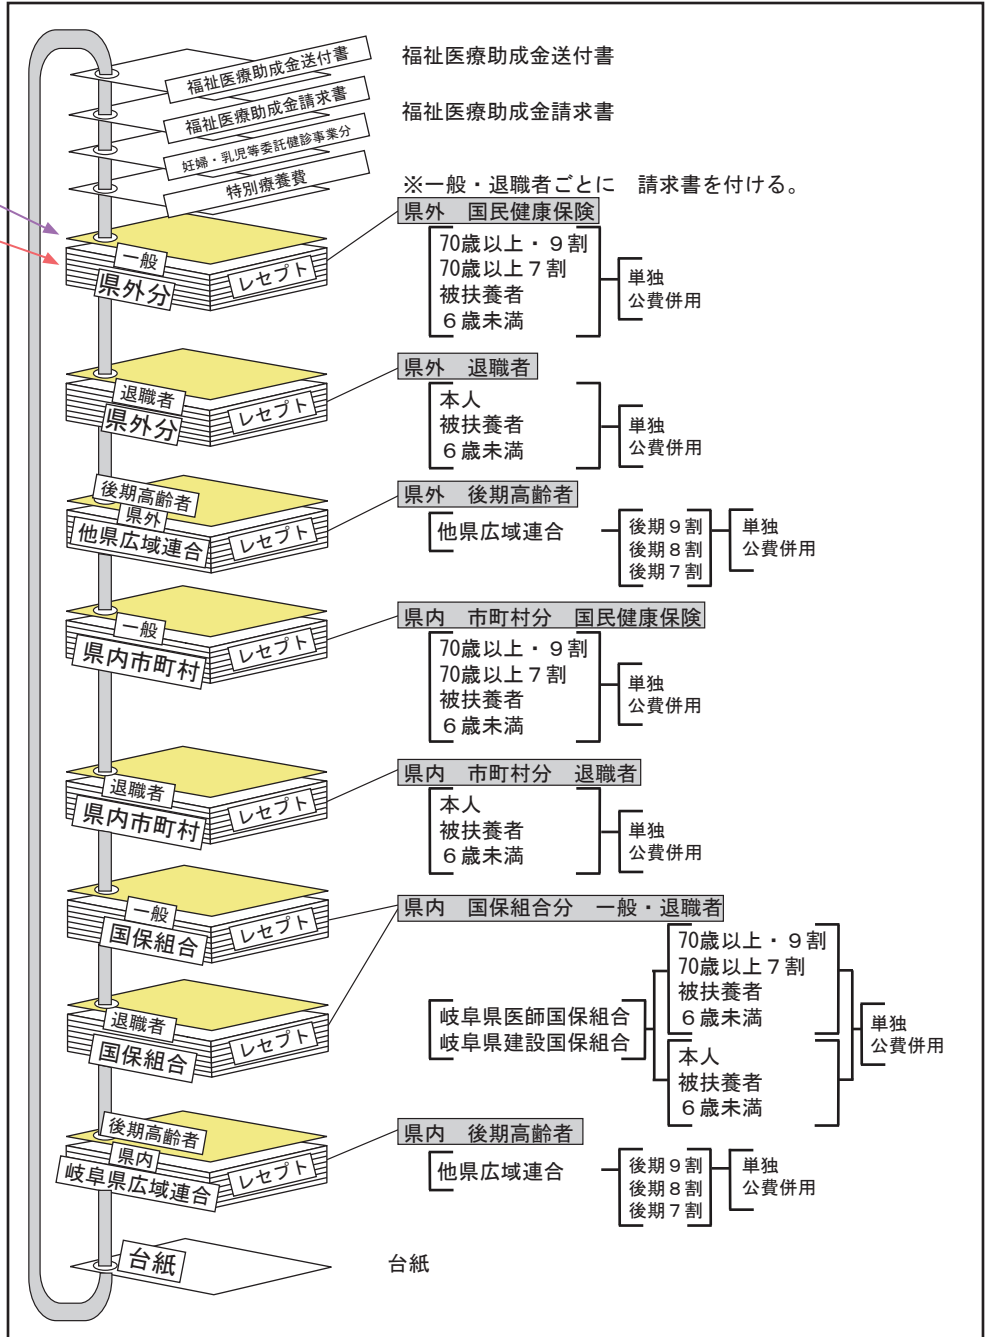 福祉医療助成金送付書
福祉医療助成金送付書
福祉医療助成金請求書
福祉医療助成金請求書
妊婦・乳児等委託健診事業分
特別療養費
※一般・退職者ごとに　請求書を付ける。
県外　国民健康保険
一般
県外分
レセプト
70歳以上・９割
70歳以上７割
被扶養者
６歳未満
単独
公費併用
県外　退職者
退職者
県外分
レセプト
本人
被扶養者
６歳未満
単独
公費併用
県外　後期高齢者
後期高齢者
県外
他県広域連合
レセプト
他県広域連合
後期９割
後期８割
後期７割
単独
公費併用
県内　市町村分　国民健康保険
一般
県内市町村
レセプト
70歳以上・９割
70歳以上７割
被扶養者
６歳未満
単独
公費併用
県内　市町村分　退職者
退職者
県内市町村
レセプト
本人
被扶養者
６歳未満
単独
公費併用
県内　国保組合分　一般・退職者
一般
国保組合
レセプト
退職者
国保組合
レセプト
岐阜県医師国保組合
岐阜県建設国保組合
70歳以上・９割
70歳以上７割
被扶養者
６歳未満
本人
被扶養者
６歳未満
単独
公費併用
県内　後期高齢者
後期高齢者
県内
岐阜県広域連合
レセプト
他県広域連合
後期９割
後期８割
後期７割
単独
公費併用
台紙
台紙